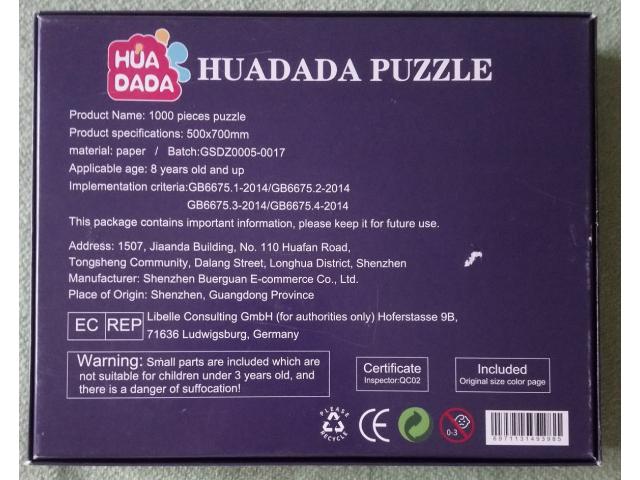 HUA
DADA
HUADADA PUZZLE
Product Name: 1000 pieces puzzle
Product specifications: 500x700mm
material: paper / Batch:GSDZ0005-0017
Applicable age: 8 years old and up
Implementation criteria:GB6675.1-2014/GB6675.2-2014
GB6675.3-2014/GB6675.4-2014
This package contains important information, please keep it for future use.
Address: 1507, Jiaanda Building, No. 110 Huafan Road,
Tongsheng Community, Dalang Street, Longhua District, Shenzhen
Manufacturer: Shenzhen Buerguan E-commerce Co., Ltd.
Place of Origin: Shenzhen, Guangdong Province
EC REP
Libelle Consulting GmbH (for authorities only) Hoferstasse 9B,
71636 Ludwigsburg, Germany
Warning: Small parts are included which are
not suitable for children under 3 years old, and
there is a danger of suffocation!
Certificate
Inspector:QC02
Included
Original size color page
PLEASE
RECYCLE
CE
0-3
6971131493985